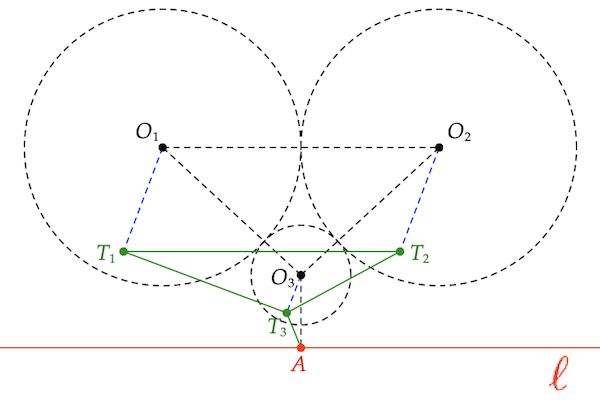 O₁
O₂
T₁
T₂
O₃
T₃
A
ℓ